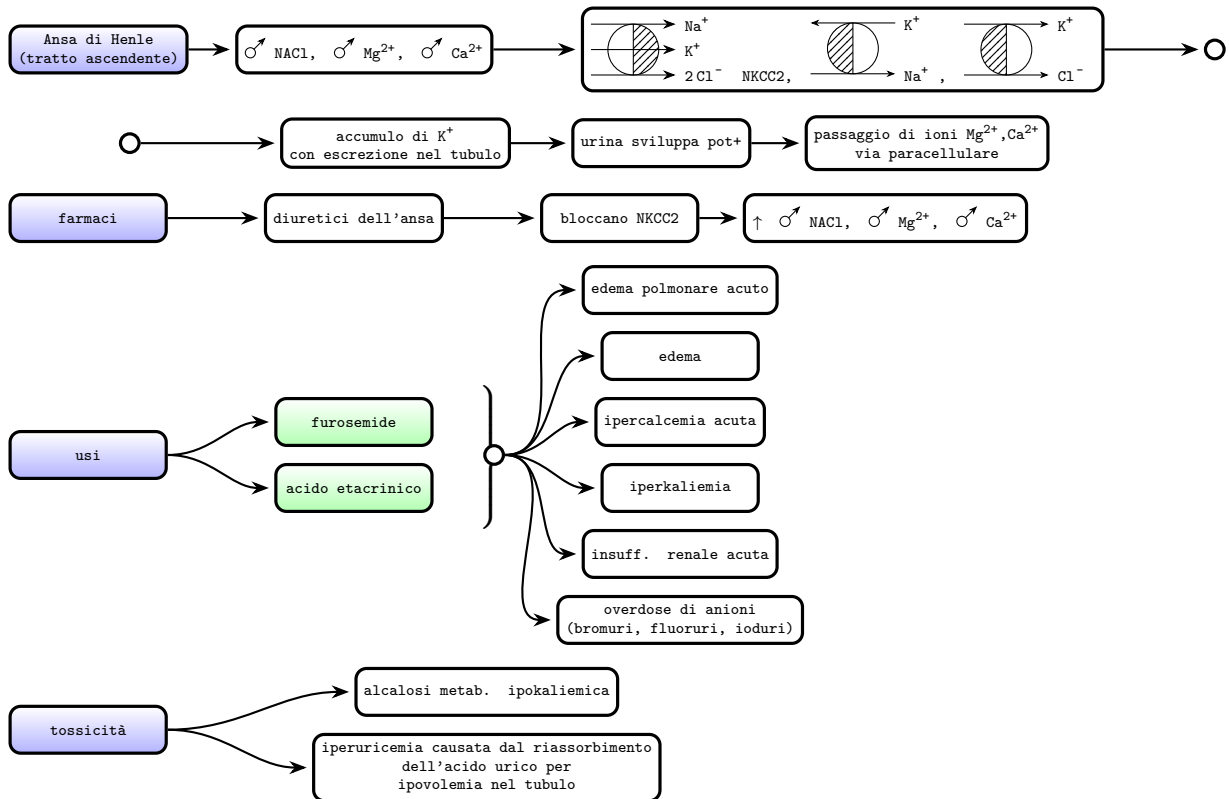 Ansa di Henle
(tratto ascendente)
♂ NACl, ♂ Mg²⁺, ♂ Ca²⁺
Na⁺
K⁺
2 Cl⁻ NKCC2,
K⁺
Na⁺ ,
K⁺
Cl⁻
accumulo di K⁺
con escrezione nel tubulo
urina sviluppa pot+
passaggio di ioni Mg²⁺,Ca²⁺
via paracellulare
farmaci
diuretici dell'ansa
bloccano NKCC2
↑ ♂ NACl, ♂ Mg²⁺, ♂ Ca²⁺
usi
furosemide
acido etacrinico
edema polmonare acuto
edema
ipercalcemia acuta
iperkaliemia
insuff. renale acuta
overdose di anioni
(bromuri, fluoruri, ioduri)
tossicità
alcalosi metab. ipokaliemica
iperuricemia causata dal riassorbimento
dell'acido urico per
ipovolemia nel tubulo